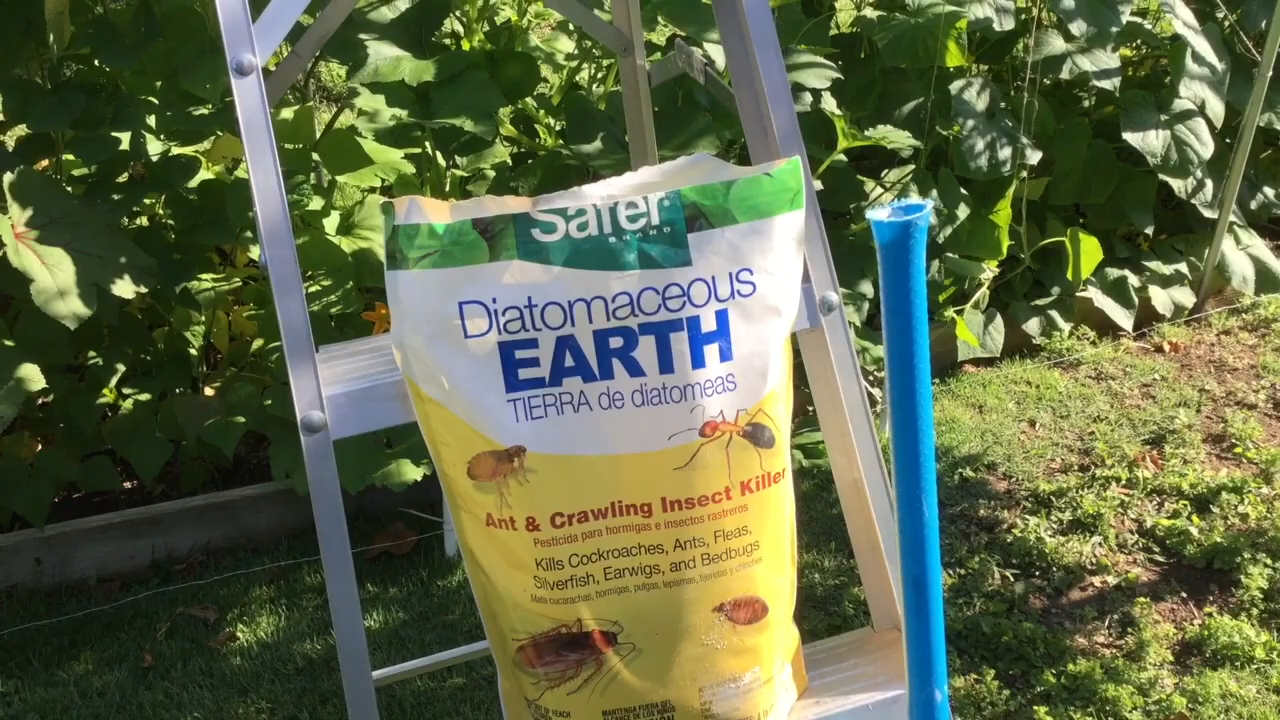 Safer®
BRAND
Diatomaceous
EARTH
TIERRA de diatomeas
Ant & Crawling Insect Killer
Pesticida para hormigas e insectos rastreros
Kills Cockroaches, Ants, Fleas,
Silverfish, Earwigs, and Bedbugs
Mata cucarachas, hormigas, pulgas, lepismas, tijeretas y chinches
OF REACH
MANTENGA FUERA DEL
ALCANCE DE LOS NIÑOS